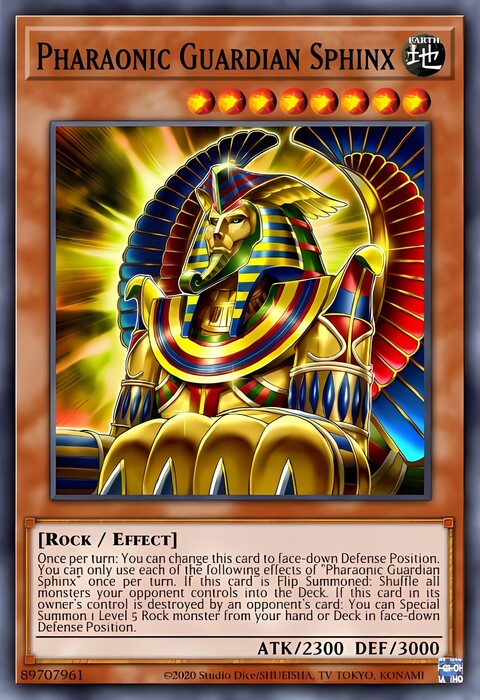 Pharaonic Guardian Sphinx
EARTH
地
[Rock / Effect]
Once per turn: You can change this card to face-down Defense Position.
You can only use each of the following effects of "Pharaonic Guardian
Sphinx" once per turn. If this card is Flip Summoned: Shuffle all
monsters your opponent controls into the Deck. If this card in its
owner's control is destroyed by an opponent's card: You can Special
Summon 1 Level 5 Rock monster from your hand or Deck in face-down
Defense Position.
ATK/2300 DEF/3000
89707961
©2020 Studio Dice/SHUEISHA, TV TOKYO, KONAMI